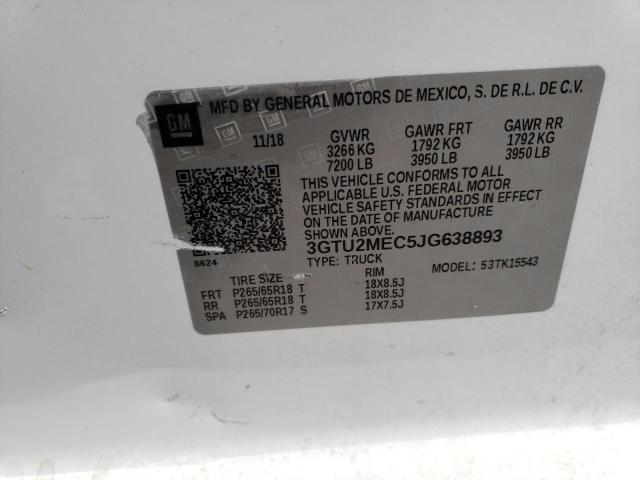 GM MFD BY GENERAL MOTORS DE MEXICO, S. DE R.L. DE C.V.
11/18 GVWR GAWR FRT GAWR RR
3266 KG 1792 KG 1792 KG
7200 LB 3950 LB 3950 LB
THIS VEHICLE CONFORMS TO ALL
APPLICABLE U.S. FEDERAL MOTOR
VEHICLE SAFETY STANDARDS IN EFFECT
ON THE DATE OF MANUFACTURE
SHOWN ABOVE.
3GTU2MEC5JG638893
8624 TYPE: TRUCK MODEL: 53TK15543
TIRE SIZE RIM
FRT P265/65R18 T 18X8.5J
RR P265/65R18 T 18X8.5J
SPA P265/70R17 S 17X7.5J